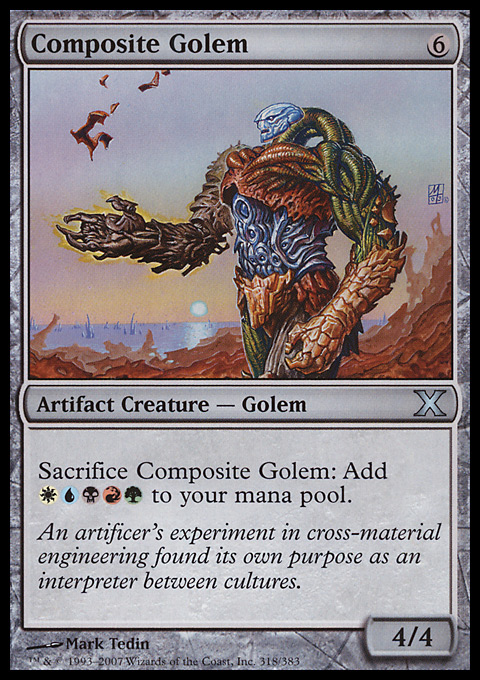 Composite Golem 6
Artifact Creature — Golem X
Sacrifice Composite Golem: Add
to your mana pool.
An artificer's experiment in cross-material
engineering found its own purpose as an
interpreter between cultures.
Mark Tedin
4/4
™ & © 1993–2007 Wizards of the Coast, Inc. 318/383